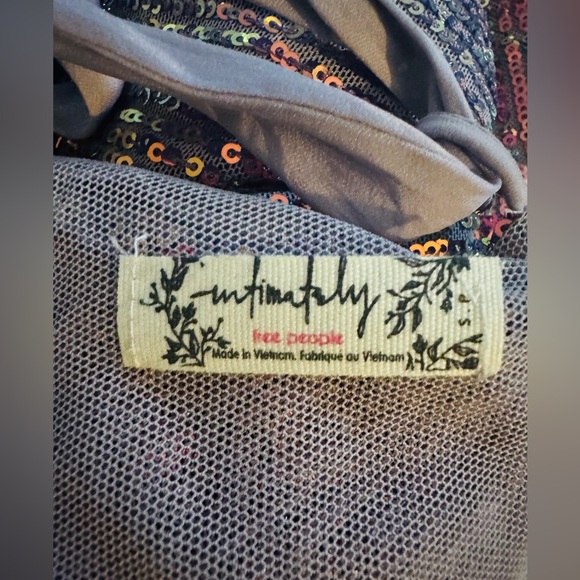 intimately
free people
Made in Vietnam. Fabriqué au Vietnam
S